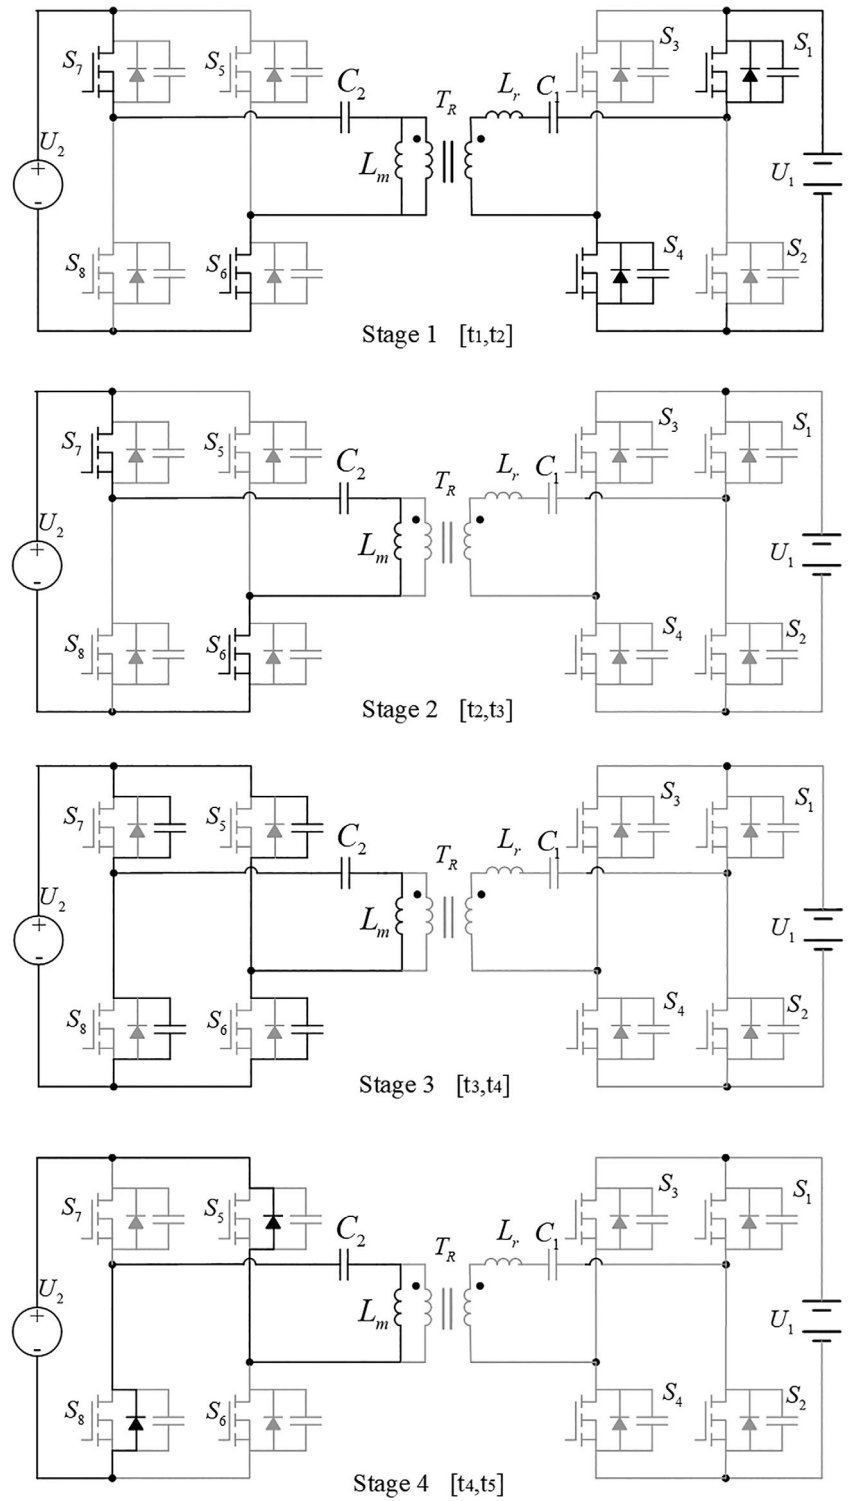 S7 S5 C2 TR Lr C1 S3 S1
U2 + - Lm U1
S8 S6 S4 S2
Stage 1 [t1,t2]
S7 S5 C2 TR Lr C1 S3 S1
U2 + - Lm U1
S8 S6 S4 S2
Stage 2 [t2,t3]
S7 S5 C2 TR Lr C1 S3 S1
U2 + - Lm U1
S8 S6 S4 S2
Stage 3 [t3,t4]
S7 S5 C2 TR Lr C1 S3 S1
U2 + - Lm U1
S8 S6 S4 S2
Stage 4 [t4,t5]